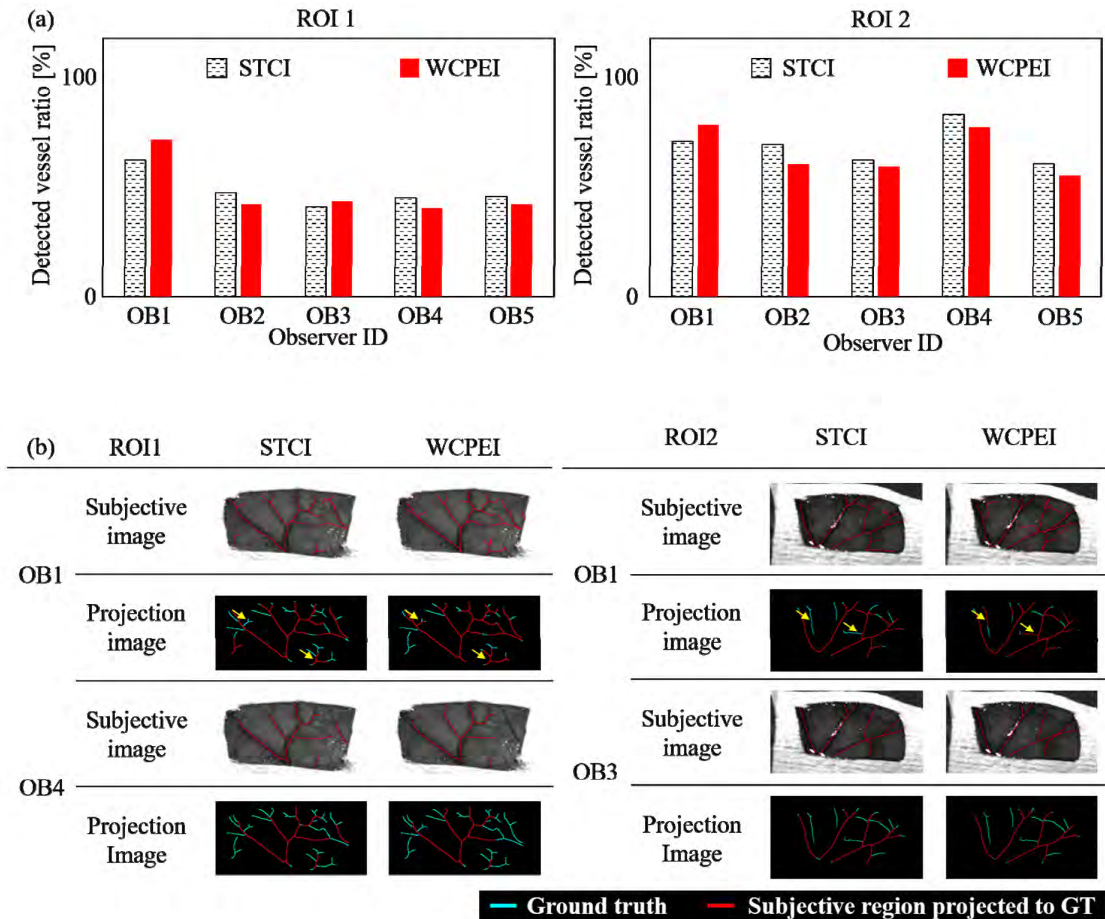 (a)
ROI 1
Detected vessel ratio [%]
100
0
STCI
WCPEI
OB1 OB2 OB3 OB4 OB5
Observer ID
ROI 2
Detected vessel ratio [%]
100
0
STCI
WCPEI
OB1 OB2 OB3 OB4 OB5
Observer ID
(b)
ROI1 STCI WCPEI
OB1
Subjective
image
Projection
image
OB4
Subjective
image
Projection
Image
ROI2 STCI WCPEI
OB1
Subjective
image
Projection
image
OB3
Subjective
image
Projection
Image
Ground truth
Subjective region projected to GT